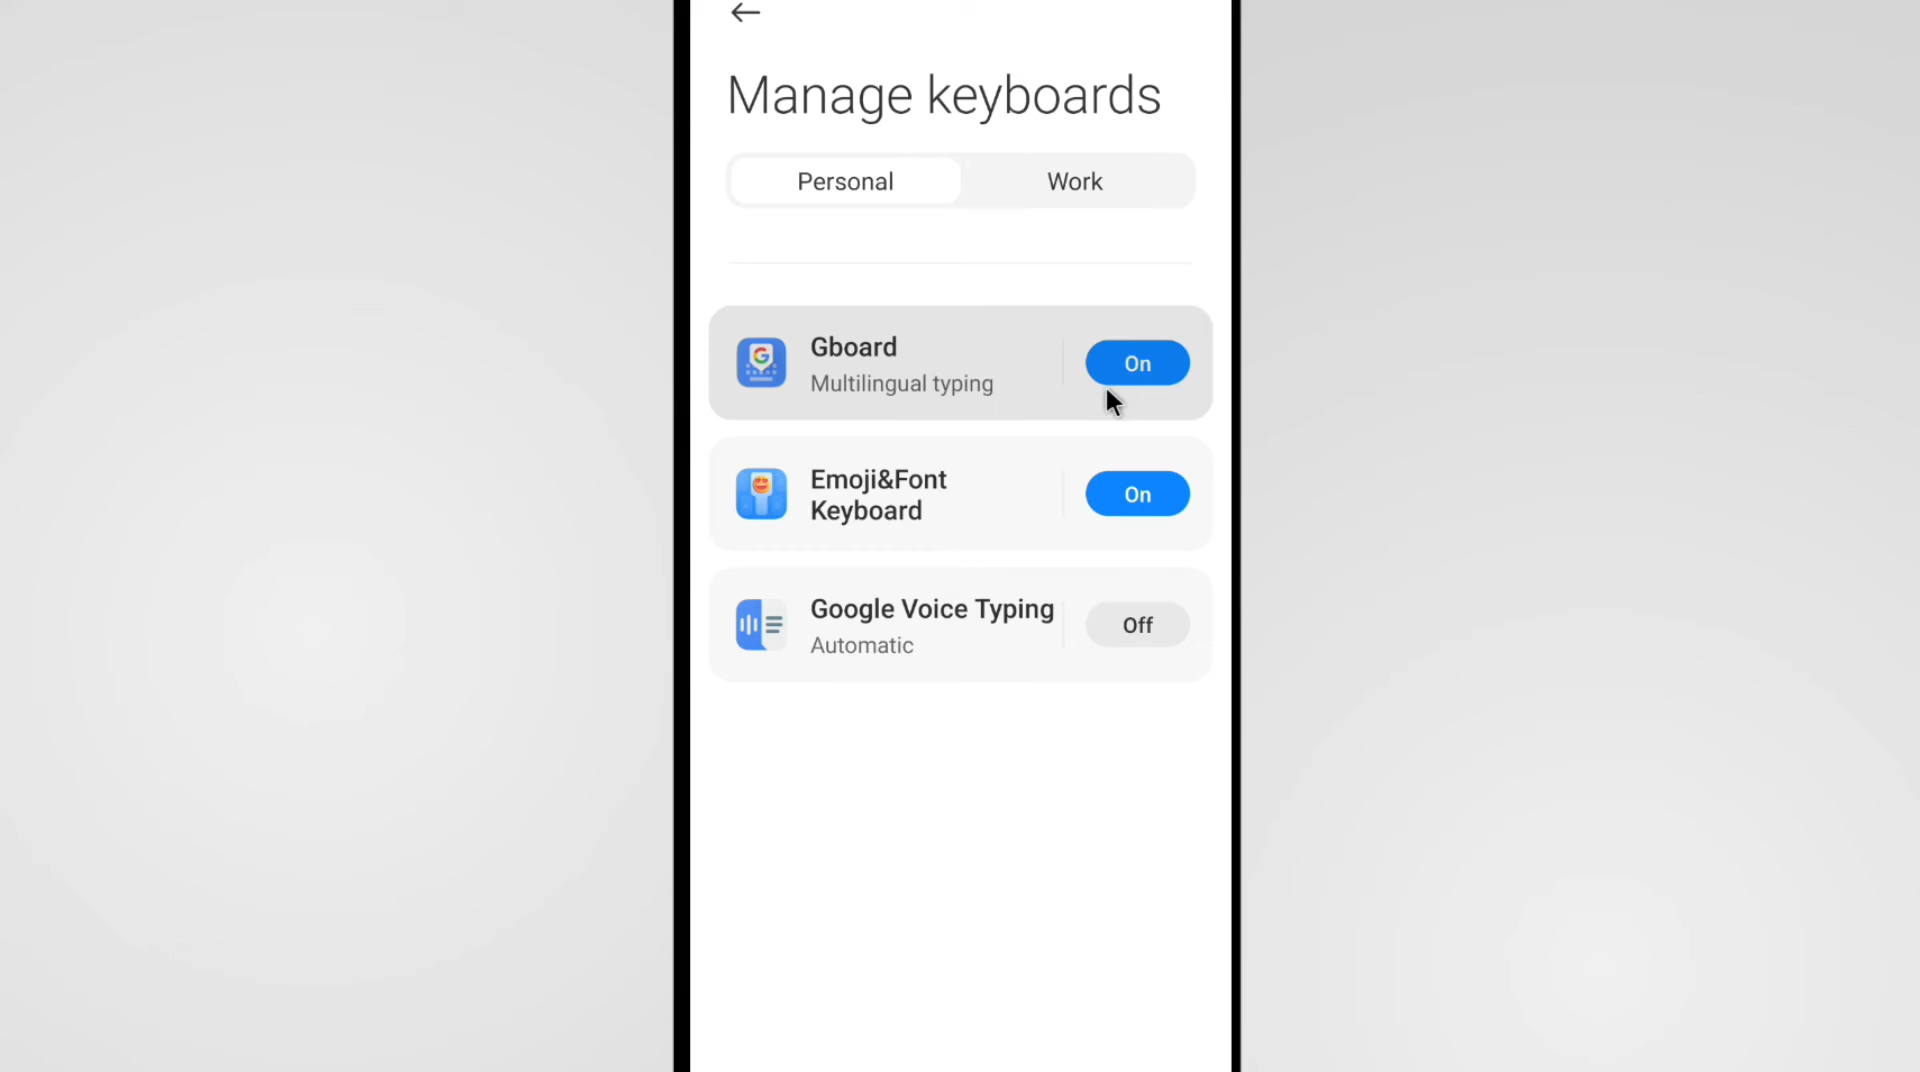 Manage keyboards
Personal
Work
Gboard
Multilingual typing
On
Emoji&Font
Keyboard
On
Google Voice Typing
Automatic
Off